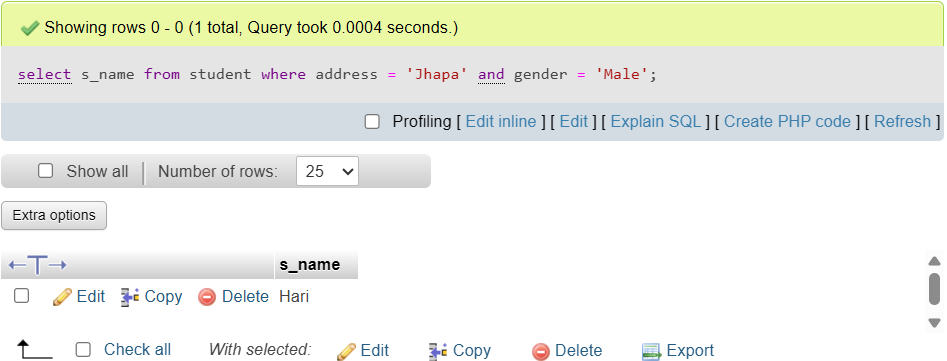 Showing rows 0 - 0 (1 total, Query took 0.0004 seconds.)
select s_name from student where address = 'Jhapa' and gender = 'Male';
Profiling [ Edit inline ] [ Edit ] [ Explain SQL ] [ Create PHP code ] [ Refresh ]
Show all Number of rows: 25
Extra options
s_name
Edit Copy Delete Hari
Check all With selected: Edit Copy Delete Export